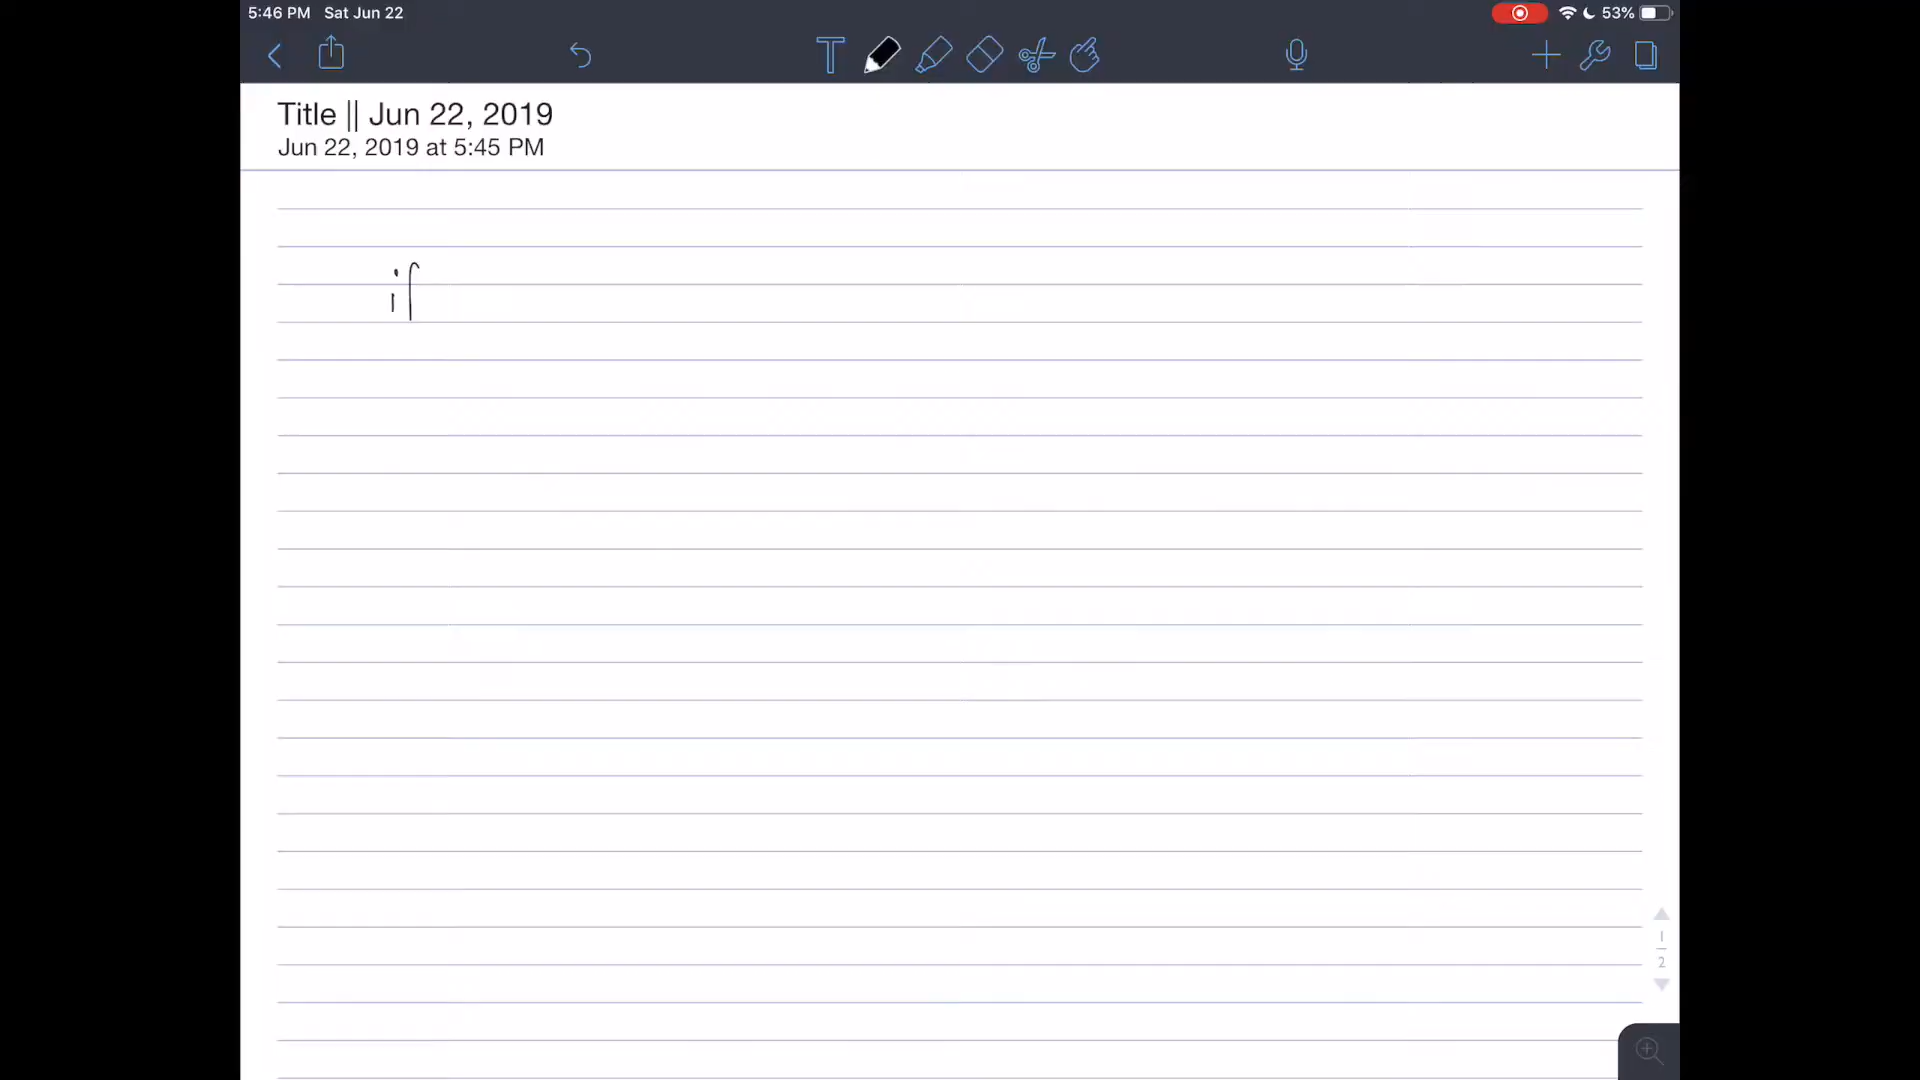 5:46 PM Sat Jun 22 53%
Title || Jun 22, 2019
Jun 22, 2019 at 5:45 PM
if
1
2